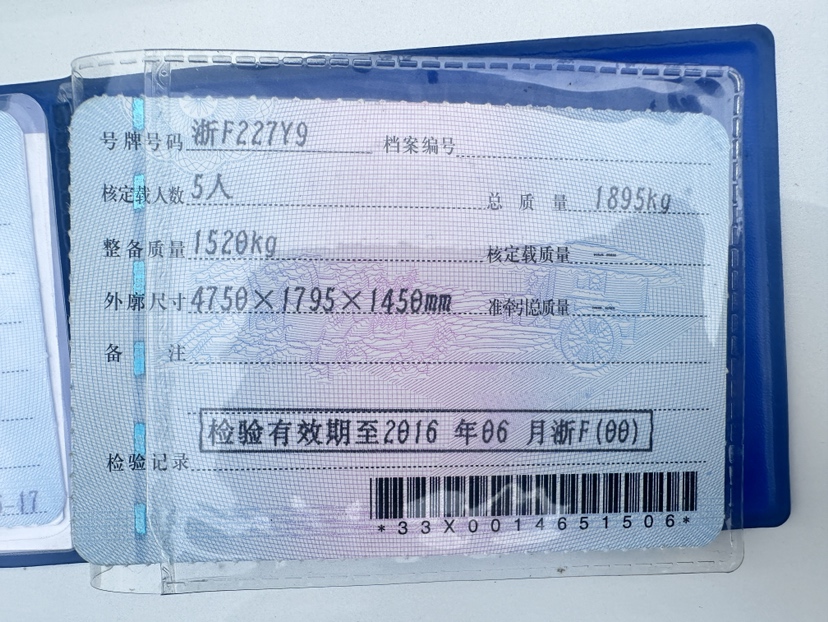 号牌号码 浙F227Y9 档案编号
核定载人数 5人 总质量 1895kg
整备质量 1520kg 核定载质量 --
外廓尺寸 4750×1795×1450mm 准牵引总质量 --
备注
检验有效期至2016年06月浙F(00)
检验记录
*33X0014651506*
-17